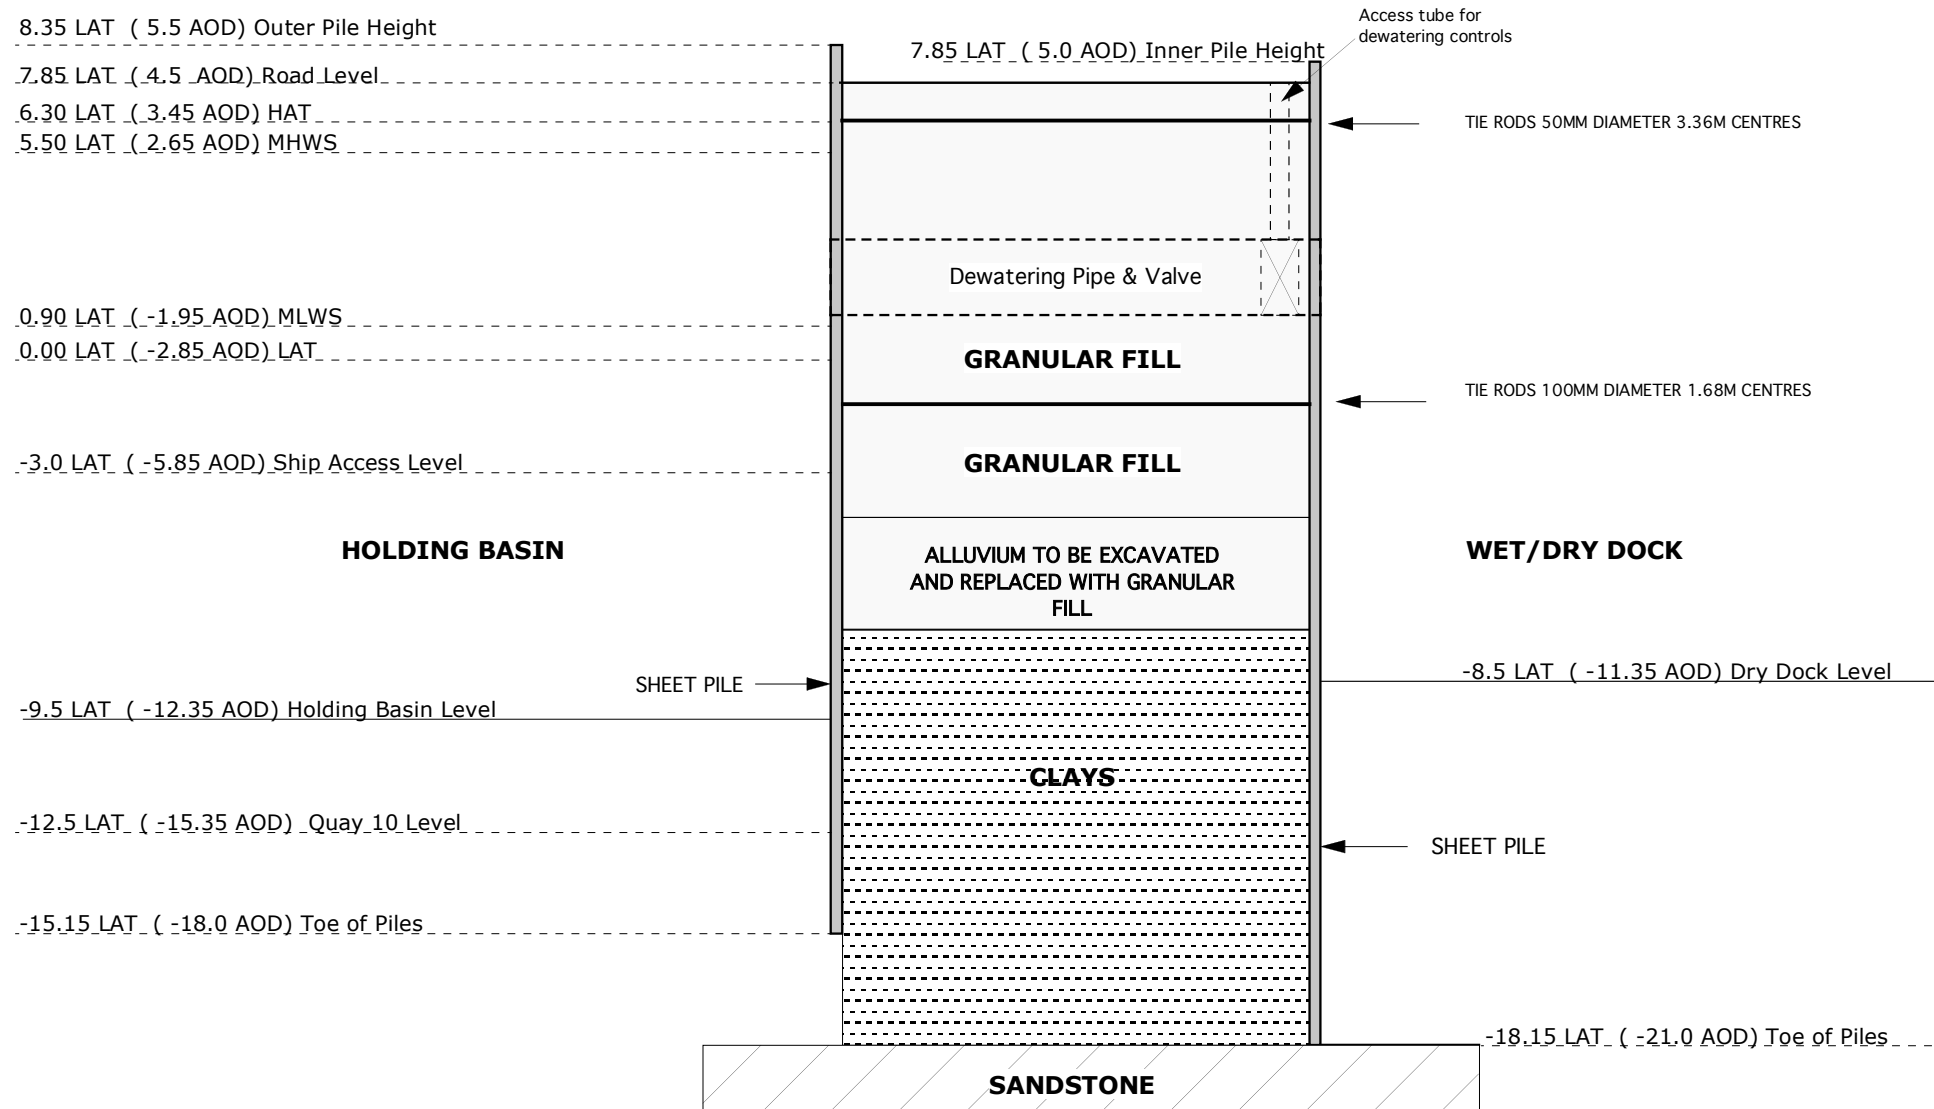 8.35 LAT ( 5.5 AOD) Outer Pile Height
7.85 LAT ( 4.5 AOD) Road Level
6.30 LAT ( 3.45 AOD) HAT
5.50 LAT ( 2.65 AOD) MHWS
0.90 LAT ( -1.95 AOD) MLWS
0.00 LAT ( -2.85 AOD) LAT
-3.0 LAT ( -5.85 AOD) Ship Access Level
HOLDING BASIN
SHEET PILE
-9.5 LAT ( -12.35 AOD) Holding Basin Level
-12.5 LAT ( -15.35 AOD) Quay 10 Level
-15.15 LAT ( -18.0 AOD) Toe of Piles
7.85 LAT ( 5.0 AOD) Inner Pile Height
Dewatering Pipe & Valve
GRANULAR FILL
GRANULAR FILL
ALLUVIUM TO BE EXCAVATED
AND REPLACED WITH GRANULAR
FILL
CLAYS
SANDSTONE
Access tube for
dewatering controls
TIE RODS 50MM DIAMETER 3.36M CENTRES
TIE RODS 100MM DIAMETER 1.68M CENTRES
WET/DRY DOCK
-8.5 LAT ( -11.35 AOD) Dry Dock Level
SHEET PILE
-18.15 LAT ( -21.0 AOD) Toe of Piles